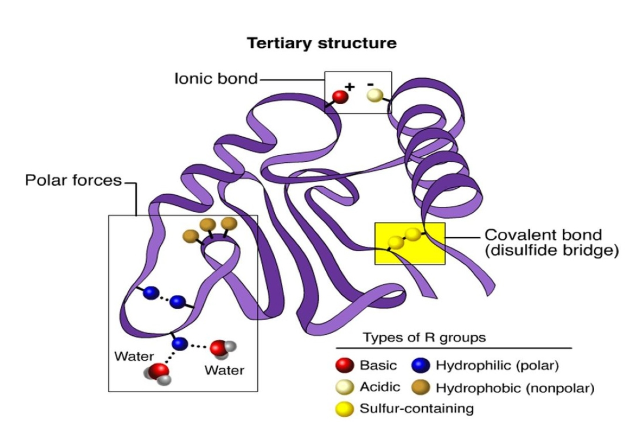 Tertiary structure
Ionic bond
+ -
Polar forces
Covalent bond
(disulfide bridge)
Water
Water
Types of R groups
Basic
Hydrophilic (polar)
Acidic
Hydrophobic (nonpolar)
Sulfur-containing